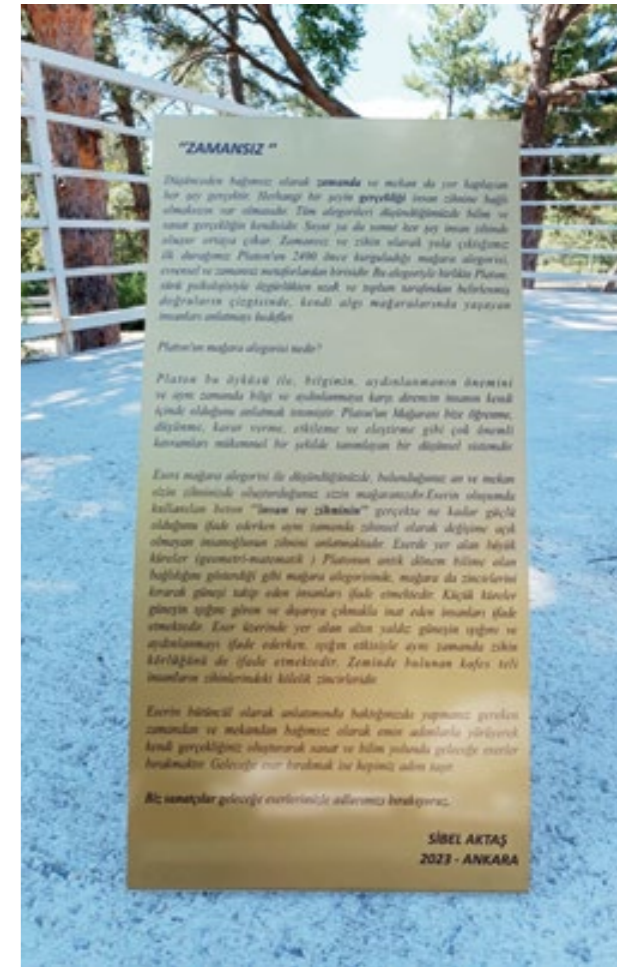 "ZAMANSIZ "
Düşünceden bağımsız olarak zamanda ve mekan da yer kaplayan
her şey gerçektir. Herhangi bir şeyin gerçekliği insan zihnine bağlı
olmaksızın var olmasıdır. Tüm alegorileri düşündüğümüzde bilim ve
sanat gerçekliğin kendisidir. Soyut ya da somut her şey insan zihinde
oluşur ortaya çıkar. Zamansız ve zihin olarak yola çıktığımız
ilk durağımız Platon'un 2400 önce kurguladığı mağara alegorisi,
evrensel ve zamansız metaforlardan birisidir. Bu alegoriyle birlikte Platon,
sürü psikolojisiyle özgürlükten uzak ve toplum tarafından belirlenmiş
doğruların çizgisinde, kendi algı mağaralarında yaşayan
insanları anlatmayı hedefler.
Platon'un mağara alegorisi nedir?
Platon bu öyküsü ile, bilginin, aydınlanmanın önemini
ve aynı zamanda bilgi ve aydınlanmaya karşı direncin insanın kendi
içinde olduğunu anlatmak istemiştir. Platon'un Mağarası bize öğrenme,
düşünme, karar verme, etkileme ve eleştirme gibi çok önemli
kavramları mükemmel bir şekilde tanımlayan bir düşünsel sistemdir.
Eseri mağara alegorisi ile düşündüğünüzde, bulunduğunuz an ve mekan
sizin zihninizde oluşturduğunuz sizin mağaranızdır.Eserin oluşumda
kullanılan beton "insan ve zihninin" gerçekte ne kadar güçlü
olduğunu ifade ederken aynı zamanda zihinsel olarak değişime açık
olmayan insanoğlunun zihnini anlatmaktadır. Eserde yer alan büyük
küreler (geometri-matematik ) Platonun antik dönem bilime olan
bağlılığını gösterdiği gibi mağara alegorisinde, mağara da zincirlerini
kırarak güneşi takip eden insanları ifade etmektedir. Küçük küreler
güneşin ışığını gören ve dışarıya çıkmakla inat eden insanları ifade
etmektedir. Eser üzerinde yer alan altın yaldız güneşin ışığını ve
aydınlanmayı ifade ederken, ışığın etkisiyle aynı zamanda zihin
körlüğünü de ifade etmektedir. Zeminde bulunan kafes teli
insanların zihinlerindeki kölelik zincirleridir.
Eserin bütüncül olarak anlatımında baktığımızda yapmanız gereken
zamandan ve mekandan bağımsız olarak emin adımlarla yürüyerek
kendi gerçekliğiniz oluşturarak sanat ve bilim yolunda geleceğe eserler
bırakmaktır. Geleceğe eser bırakmak ise hepimiz adım taşır.
Biz sanatçılar geleceğe eserlerimizle adlarımızı bırakıyoruz.
SİBEL AKTAŞ
2023 - ANKARA